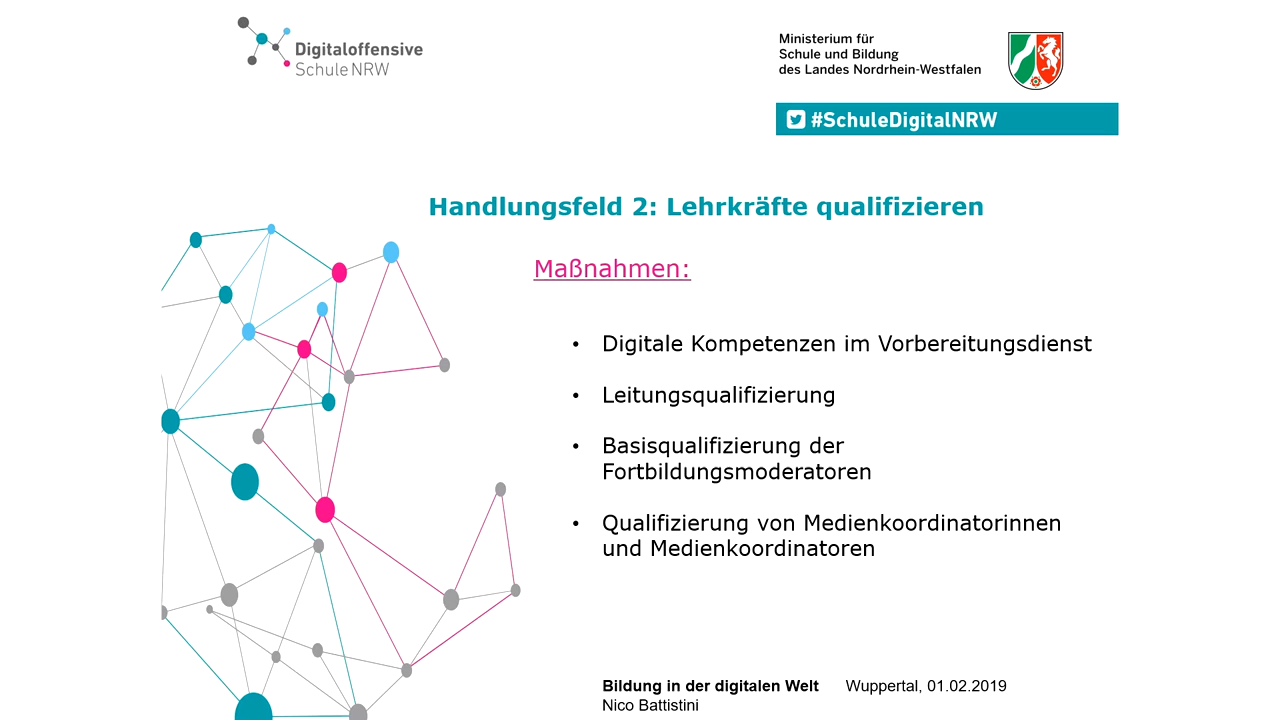 Digitaloffensive
Schule NRW
Ministerium für
Schule und Bildung
des Landes Nordrhein-Westfalen
#SchuleDigitalNRW
Handlungsfeld 2: Lehrkräfte qualifizieren
Maßnahmen:
• Digitale Kompetenzen im Vorbereitungsdienst
• Leitungsqualifizierung
• Basisqualifizierung der
Fortbildungsmoderatoren
• Qualifizierung von Medienkoordinatorinnen
und Medienkoordinatoren
Bildung in der digitalen Welt Wuppertal, 01.02.2019
Nico Battistini